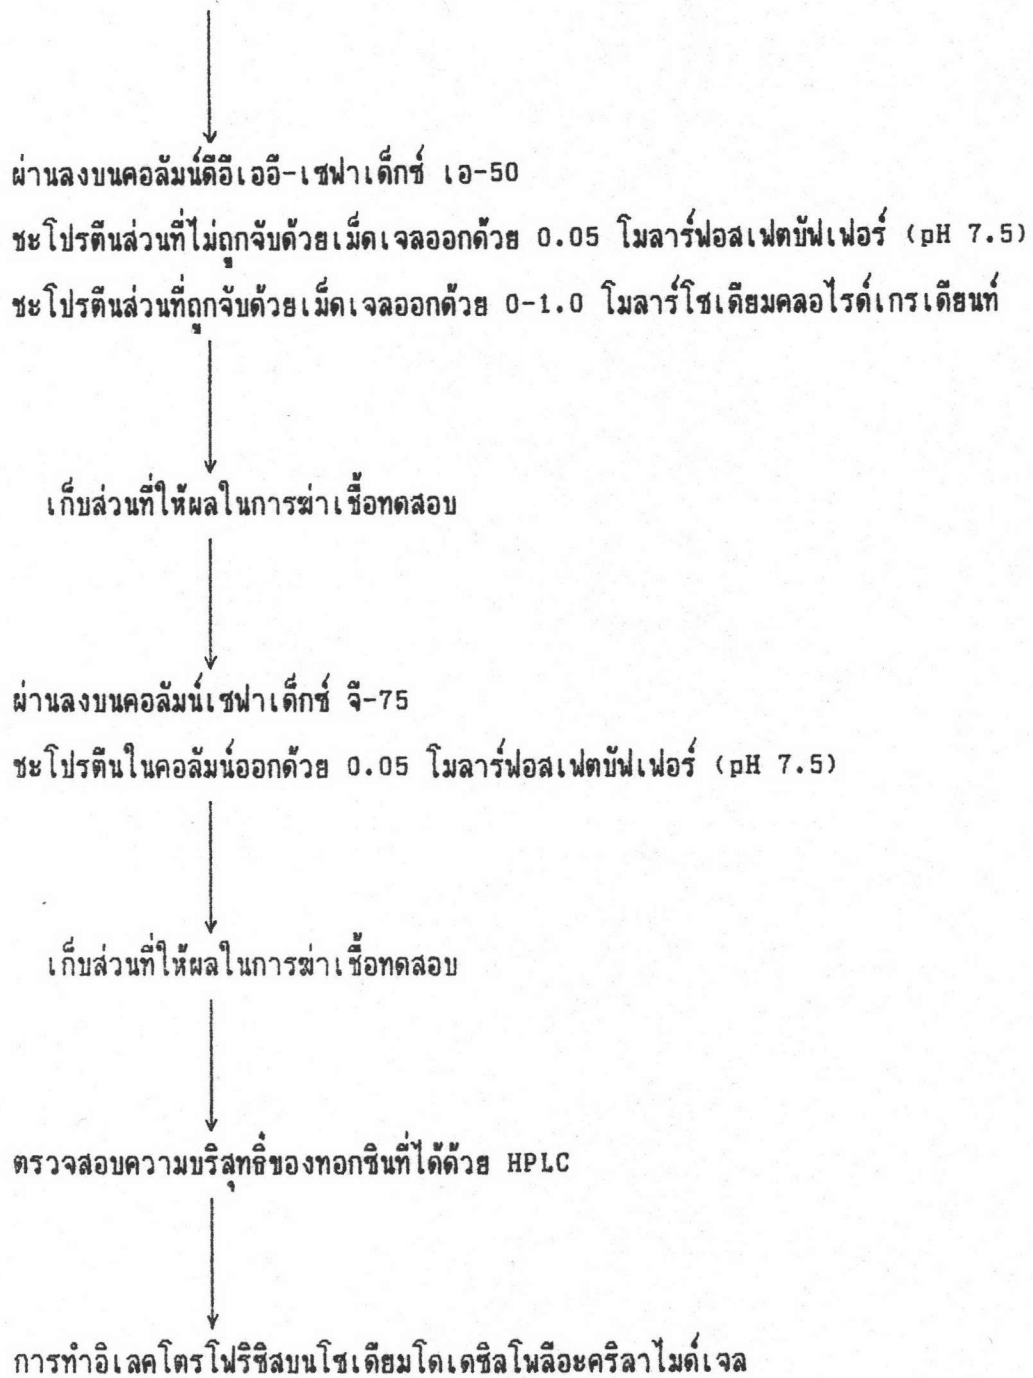 ผ่านลงบนคอลัมน์ดีอีเออี-เซฟาเด็กซ์ เอ-50
ชะโปรตีนส่วนที่ไม่ถูกจับด้วยเม็ดเจลออกด้วย 0.05 โมลาร์ฟอสเฟตบัฟเฟอร์ (pH 7.5)
ชะโปรตีนส่วนที่ถูกจับด้วยเม็ดเจลออกด้วย 0-1.0 โมลาร์โซเดียมคลอไรด์เกรเดียนท์
เก็บส่วนที่ให้ผลในการฆ่าเชื้อทดสอบ
ผ่านลงบนคอลัมน์เซฟาเด็กซ์ จี-75
ชะโปรตีนในคอลัมน์ออกด้วย 0.05 โมลาร์ฟอสเฟตบัฟเฟอร์ (pH 7.5)
เก็บส่วนที่ให้ผลในการฆ่าเชื้อทดสอบ
ตรวจสอบความบริสุทธิ์ของทอกซินที่ได้ด้วย HPLC
การทำอิเลคโตรโฟริซิสบนโซเดียมโดเดซิลโพลีอะคริลาไมด์เจล